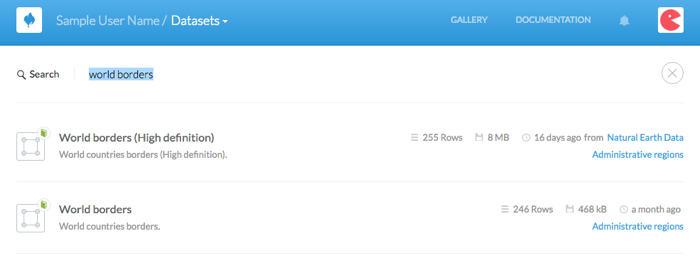 Sample User Name / Datasets GALLERY DOCUMENTATION
Search world borders
World borders (High definition) 255 Rows 8 MB 16 days ago from Natural Earth Data
World countries borders (High definition). Administrative regions
World borders 246 Rows 468 kB a month ago
World countries borders. Administrative regions